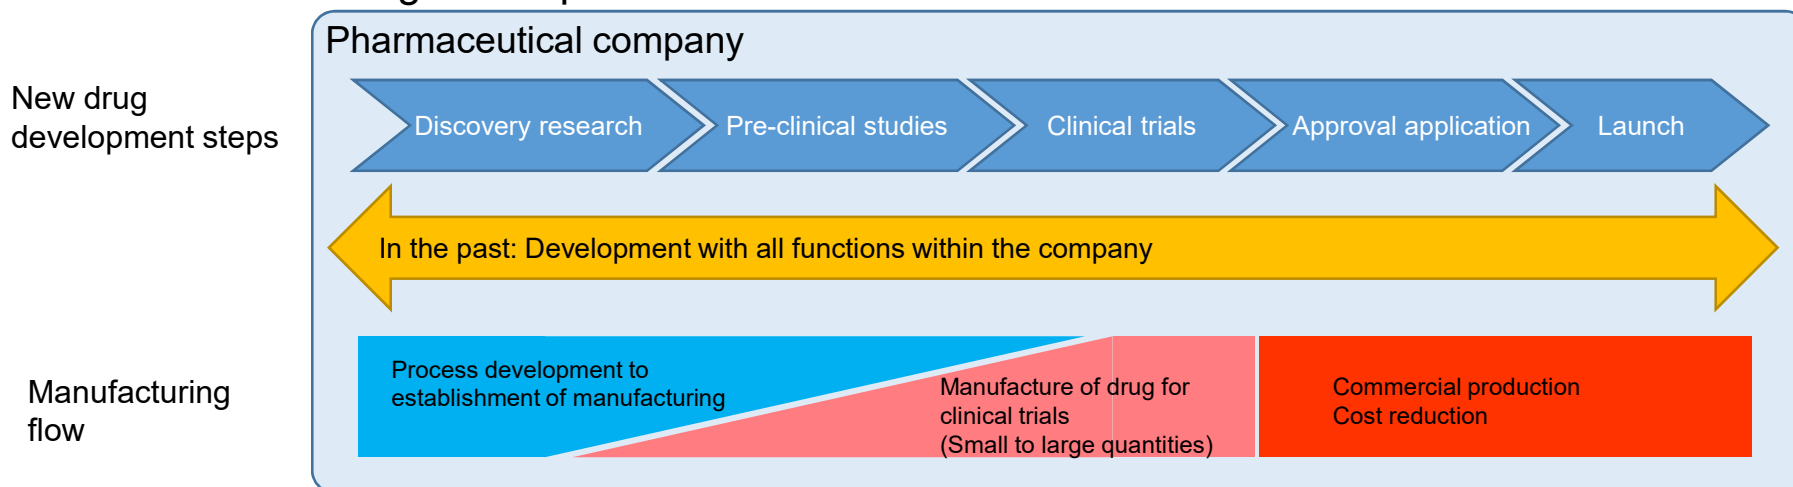 Pharmaceutical company
New drug
development steps
Discovery research
Pre-clinical studies
Clinical trials
Approval application
Launch
In the past: Development with all functions within the company
Manufacturing
flow
Process development to
establishment of manufacturing
Manufacture of drug for
clinical trials
(Small to large quantities)
Commercial production
Cost reduction